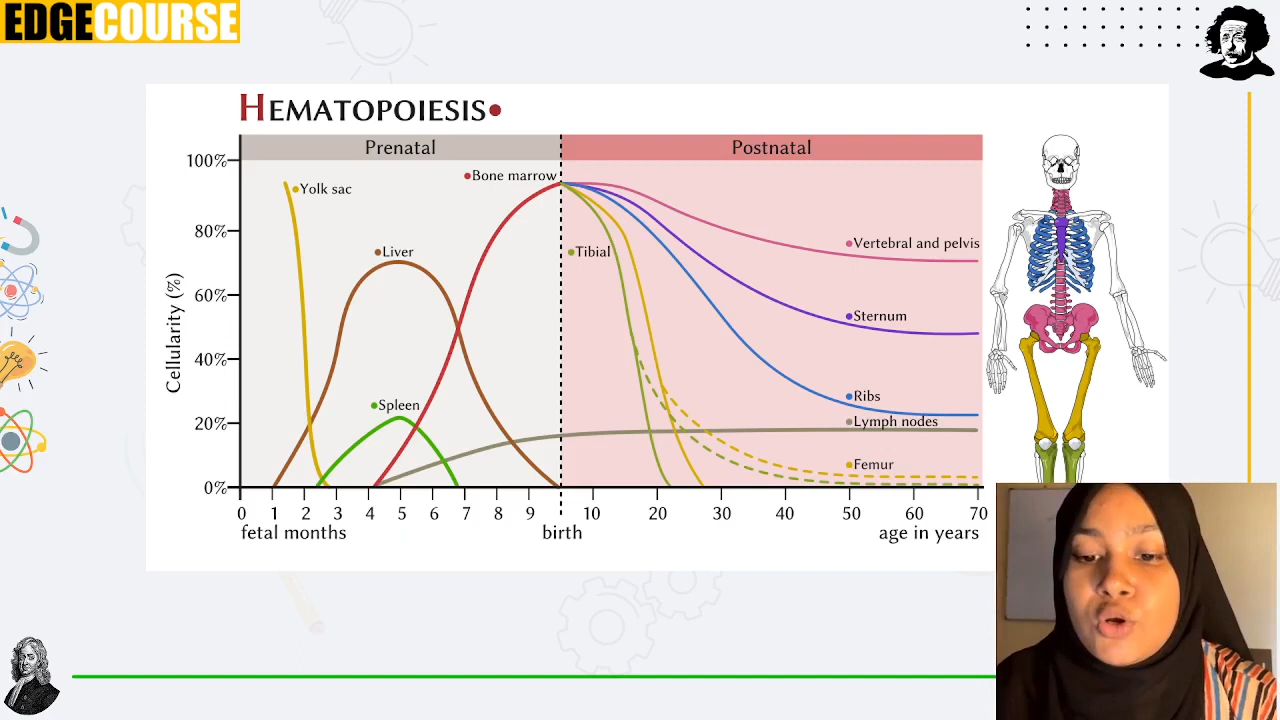 EDGECOURSE
HEMATOPOIESIS
Prenatal
Postnatal
100%
80%
60%
40%
20%
0%
Cellularity (%)
Yolk sac
Bone marrow
Liver
Tibial
Vertebral and pelvis
Sternum
Spleen
Ribs
Lymph nodes
Femur
0 1 2 3 4 5 6 7 8 9 10 20 30 40 50 60 70
fetal months birth age in years